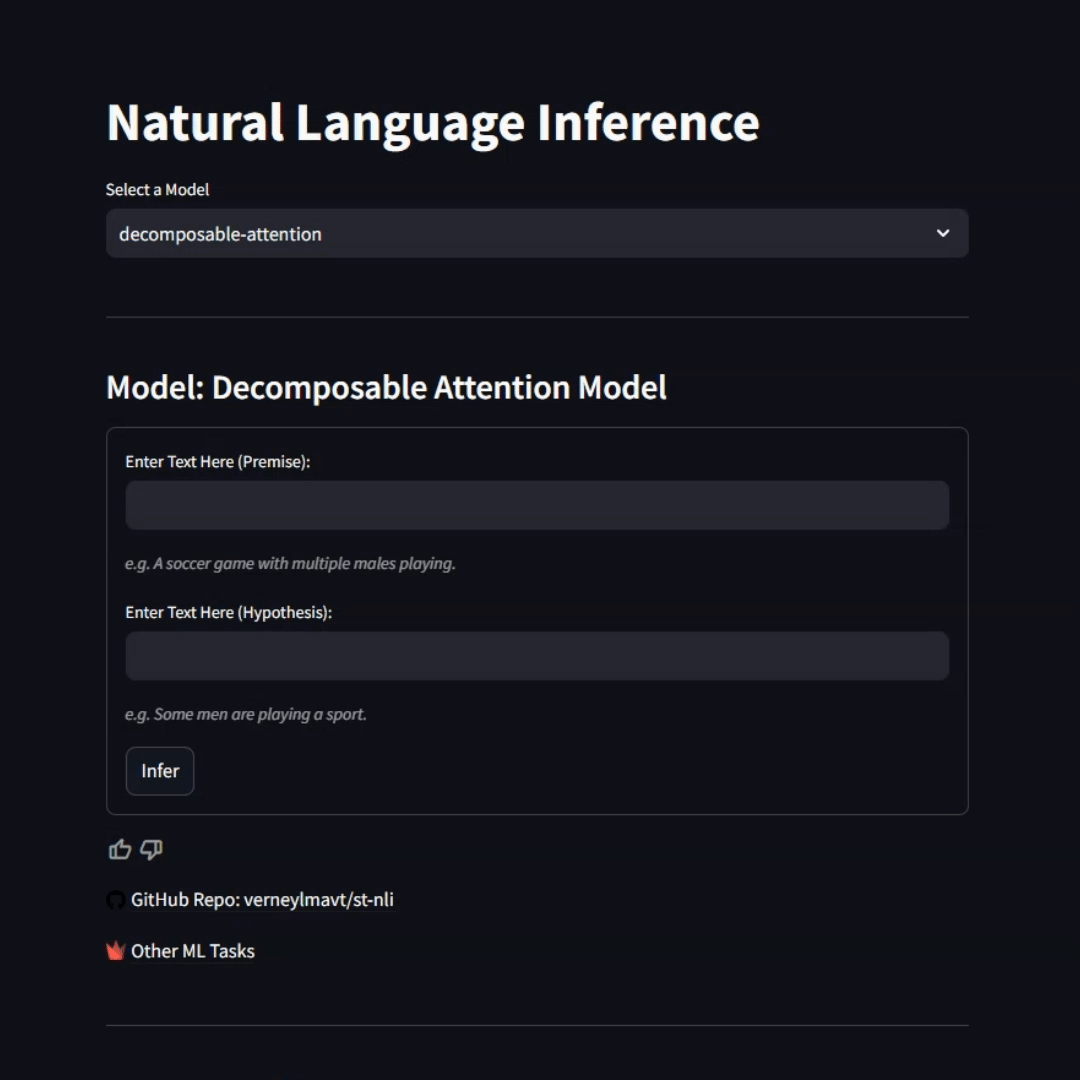 Natural Language Inference
Select a Model
decomposable-attention
Model: Decomposable Attention Model
Enter Text Here (Premise):
e.g. A soccer game with multiple males playing.
Enter Text Here (Hypothesis):
e.g. Some men are playing a sport.
Infer
GitHub Repo: verneylmavt/st-nli
Other ML Tasks